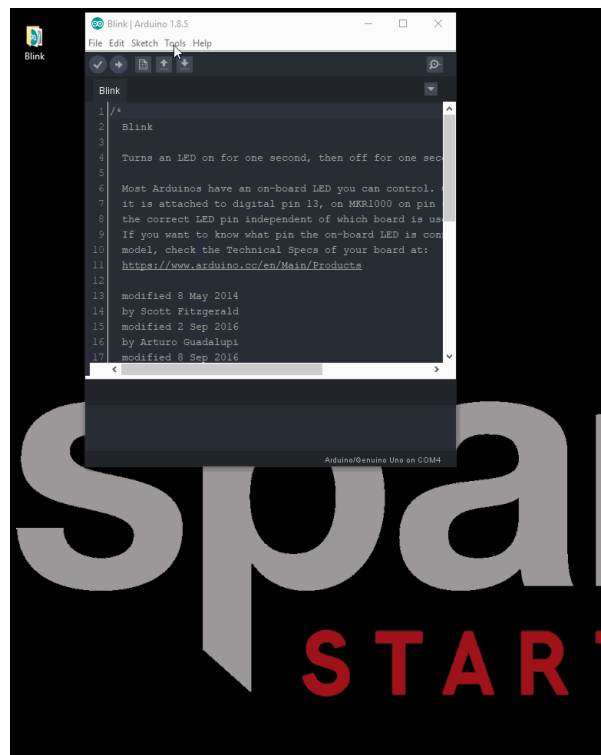 Blink
Blink | Arduino 1.8.5
File Edit Sketch Tools Help
Blink
1 /*
2 Blink
3
4 Turns an LED on for one second, then off for one sec
5
6 Most Arduinos have an on-board LED you can control.
7 it is attached to digital pin 13, on MKR1000 on pin
8 the correct LED pin independent of which board is us
9 If you want to know what pin the on-board LED is con
10 model, check the Technical Specs of your board at:
11 https://www.arduino.cc/en/Main/Products
12
13 modified 8 May 2014
14 by Scott Fitzgerald
15 modified 2 Sep 2016
16 by Arturo Guadalupi
17 modified 8 Sep 2016
Arduino/Genuino Uno on COM4
spa
START